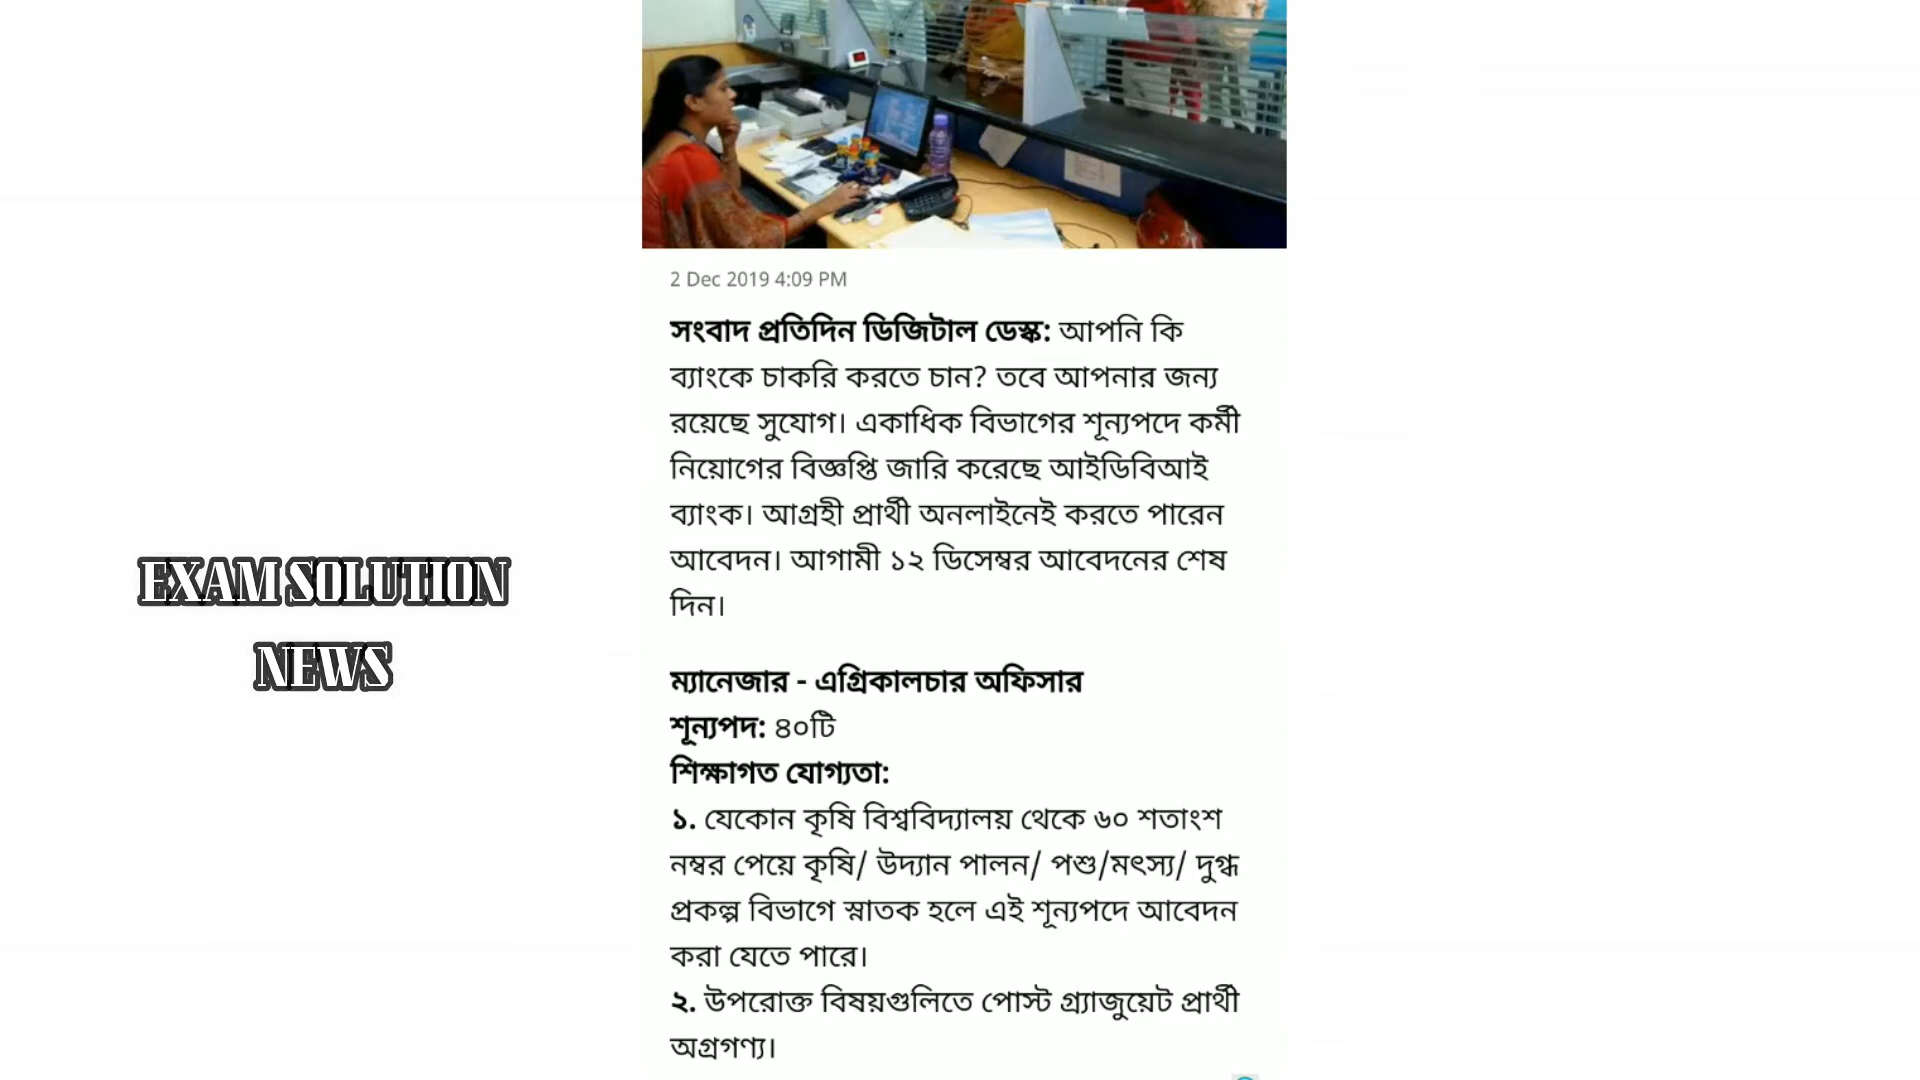 2 Dec 2019 4:09 PM
সংবাদ প্রতিদিন ডিজিটাল ডেস্ক: আপনি কি
ব্যাংকে চাকরি করতে চান? তবে আপনার জন্য
রয়েছে সুযোগ। একাধিক বিভাগের শূন্যপদে কর্মী
নিয়োগের বিজ্ঞপ্তি জারি করেছে আইডিবিআই
ব্যাংক। আগ্রহী প্রার্থী অনলাইনেই করতে পারেন
আবেদন। আগামী ১২ ডিসেম্বর আবেদনের শেষ
দিন।
EXAM SOLUTION
NEWS
ম্যানেজার - এগ্রিকালচার অফিসার
শূন্যপদ: ৪০টি
শিক্ষাগত যোগ্যতা:
১. যেকোন কৃষি বিশ্ববিদ্যালয় থেকে ৬০ শতাংশ
নম্বর পেয়ে কৃষি/ উদ্যান পালন/ পশু/মৎস্য/ দুগ্ধ
প্রকল্প বিভাগে স্নাতক হলে এই শূন্যপদে আবেদন
করা যেতে পারে।
২. উপরোক্ত বিষয়গুলিতে পোস্ট গ্র্যাজুয়েট প্রার্থী
অগ্রগণ্য।